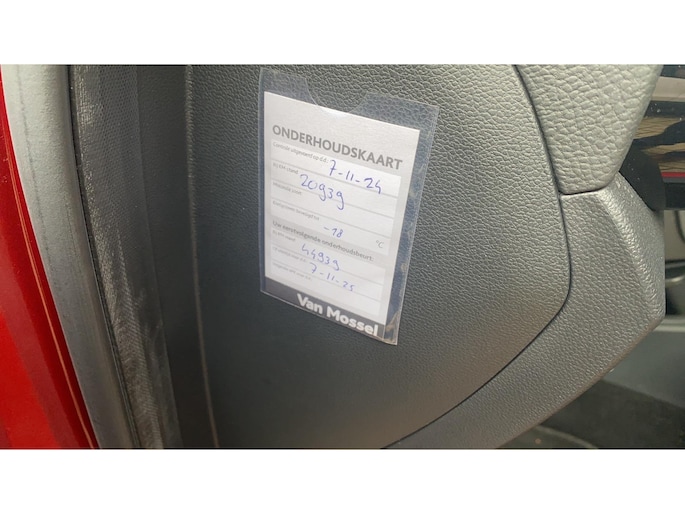 ONDERHOUDSKAART
7-11-24
20939
-18 °C
Uw eerstvolgende onderhoudsbeurt
44939
7-11-25
Van Mossel